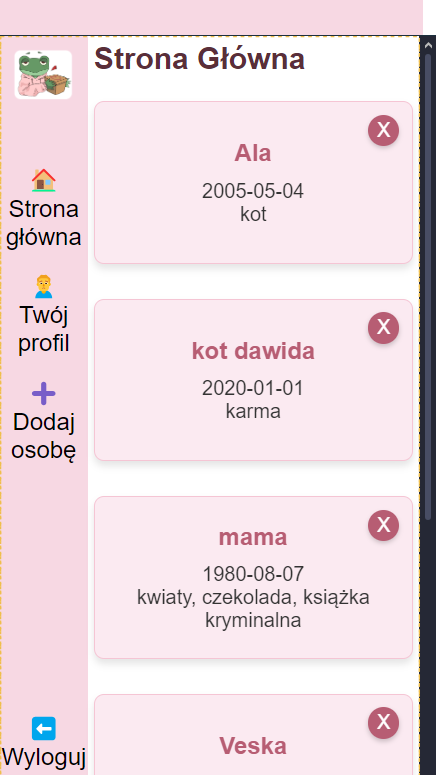 Strona Główna
Strona
główna
Twój
profil
Dodaj
osobę
Wyloguj
X
Ala
2005-05-04
kot
X
kot dawida
2020-01-01
karma
X
mama
1980-08-07
kwiaty, czekolada, książka
kryminalna
X
Veska